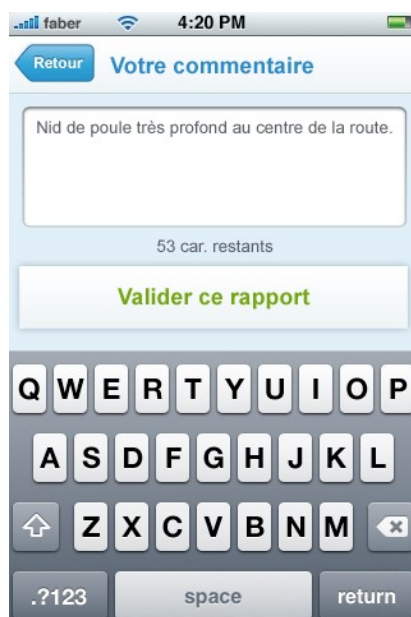 faber 4:20 PM
Retour Votre commentaire
Nid de poule très profond au centre de la route.
53 car. restants
Valider ce rapport
Q W E R T Y U I O P
A S D F G H J K L
Z X C V B N M
.?123 space return